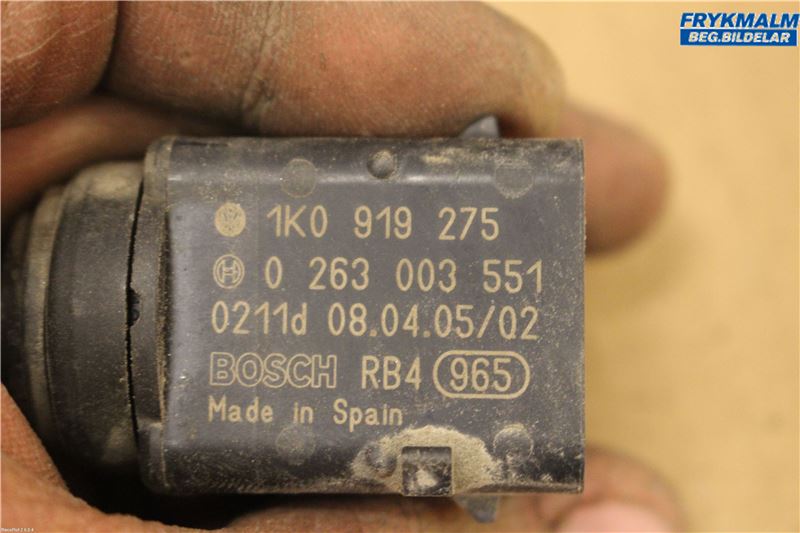 FRYKMALM
BEG.BILDELAR
1K0 919 275
0 263 003 551
0211d 08.04.05/02
BOSCH RB4 965
Made in Spain